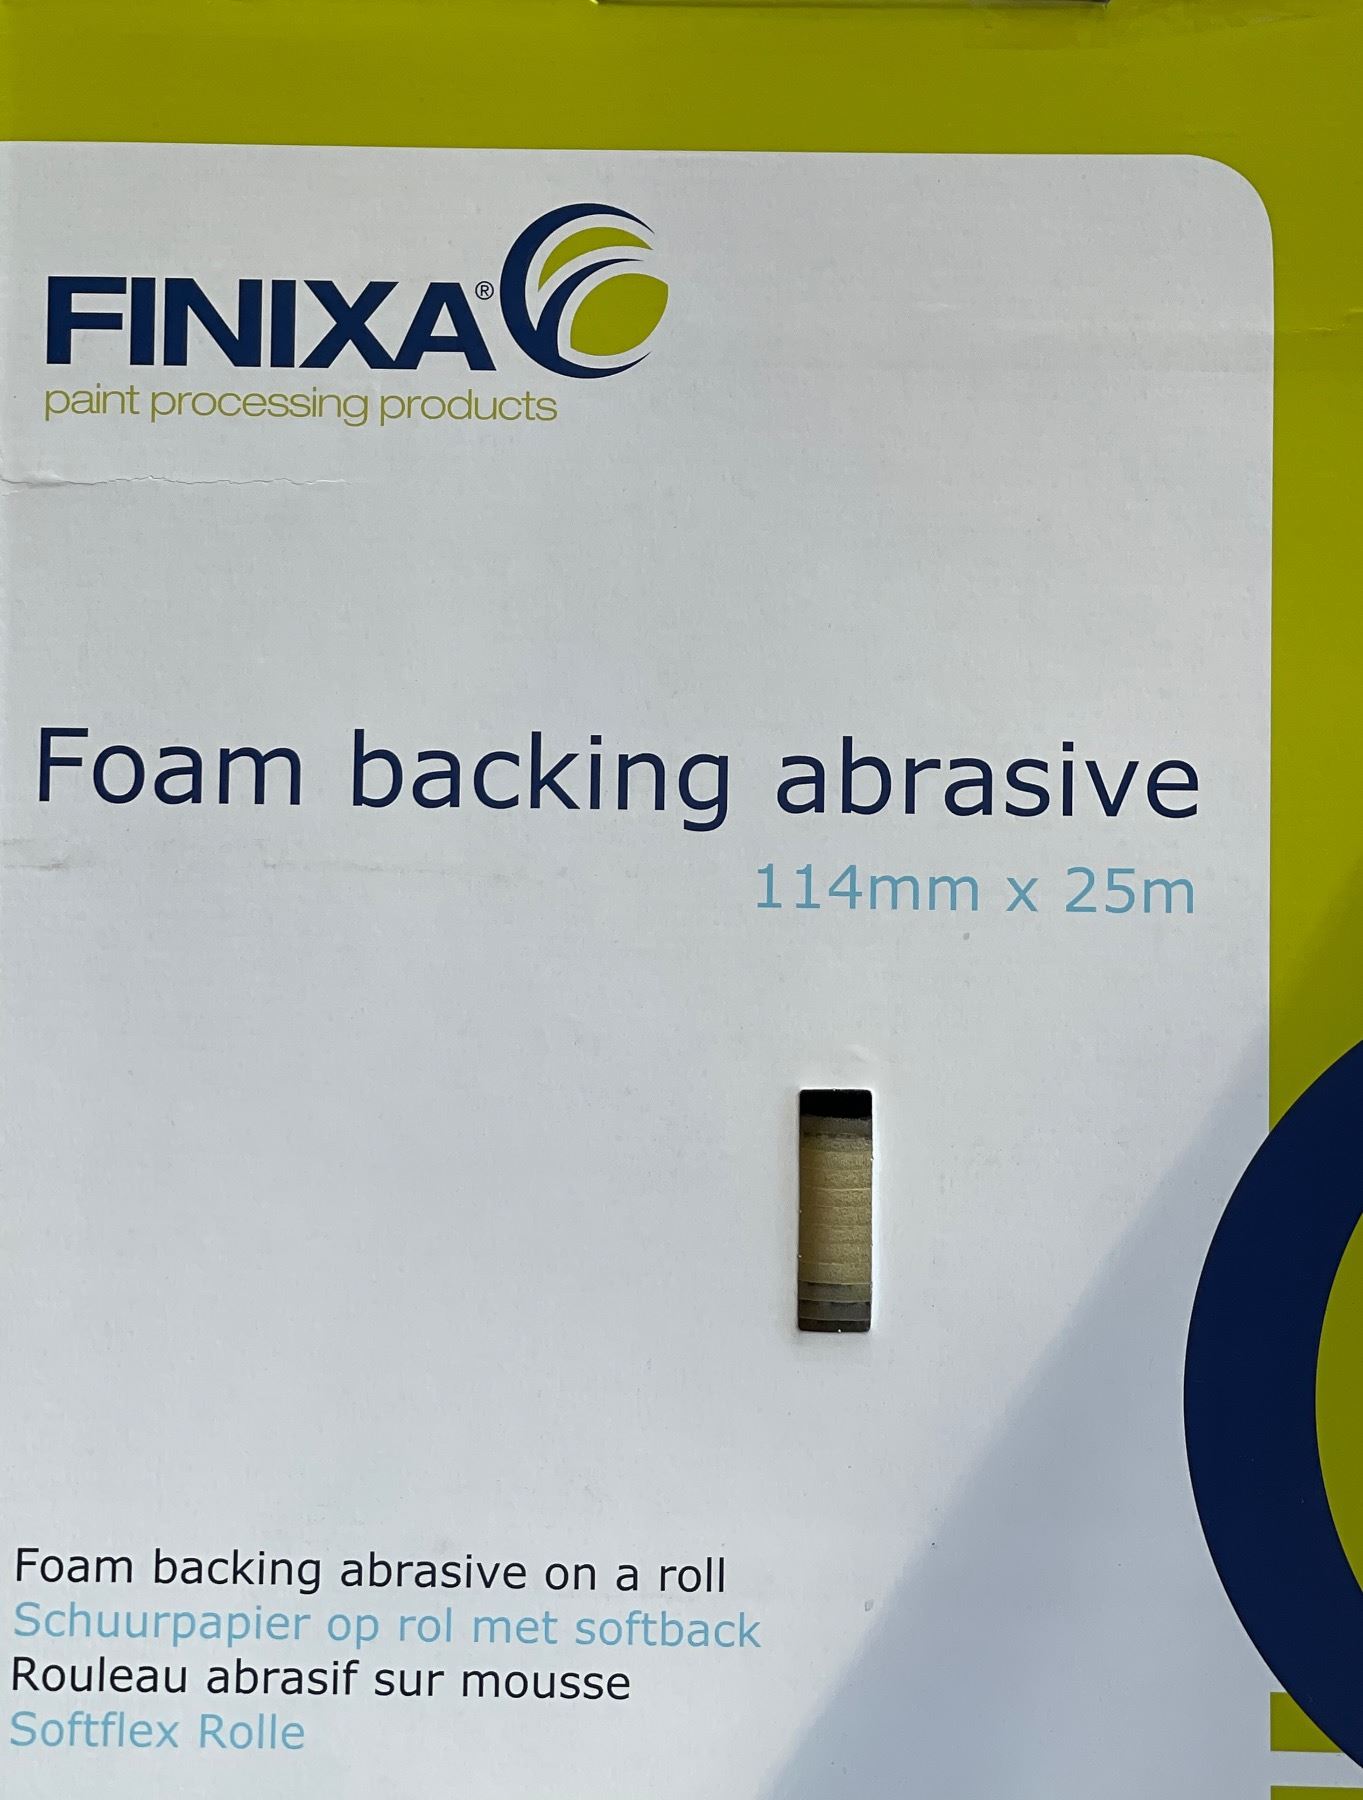 FINIXA®
paint processing products
Foam backing abrasive
114mm x 25m
Foam backing abrasive on a roll
Schuurpapier op rol met softback
Rouleau abrasif sur mousse
Softflex Rolle